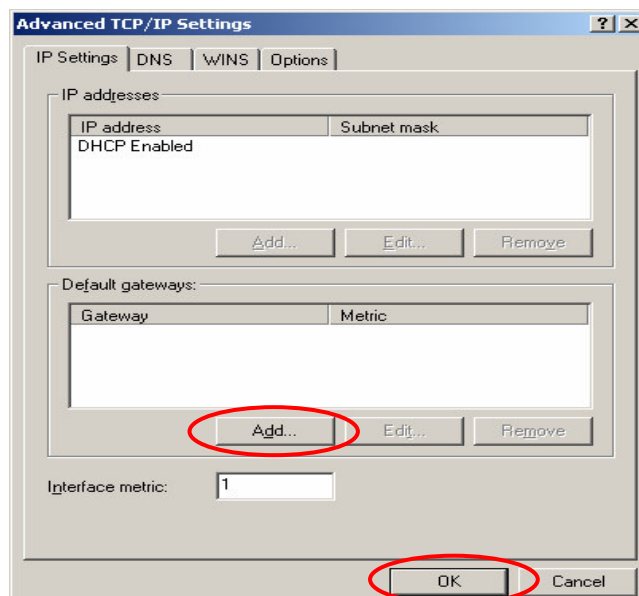 Advanced TCP/IP Settings ? X
IP Settings DNS WINS Options
IP addresses
IP address Subnet mask
DHCP Enabled
Add... Edit... Remove
Default gateways:
Gateway Metric
Add... Edit... Remove
Interface metric: 1
OK Cancel